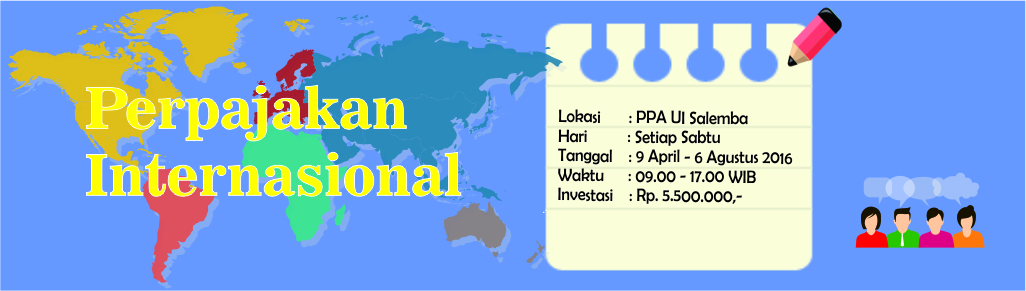 Perpajakan
Internasional
Lokasi : PPA UI Salemba
Hari : Setiap Sabtu
Tanggal : 9 April - 6 Agustus 2016
Waktu : 09.00 - 17.00 WIB
Investasi : Rp. 5.500.000,-